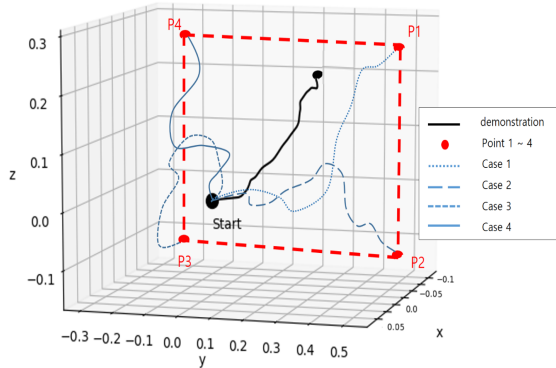 P4
P1
0.3
0.2
0.1
0.0
−0.1
z
Start
P3
P2
demonstration
Point 1 ~ 4
Case 1
Case 2
Case 3
Case 4
−0.3 −0.2 −0.1 0.0 0.1 0.2 0.3 0.4 0.5
y
−0.1
−0.05
0.0
0.05
x